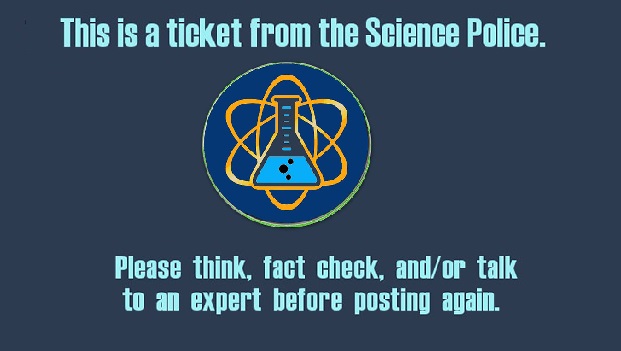 This is a ticket from the Science Police.
Please think, fact check, and/or talk
to an expert before posting again.